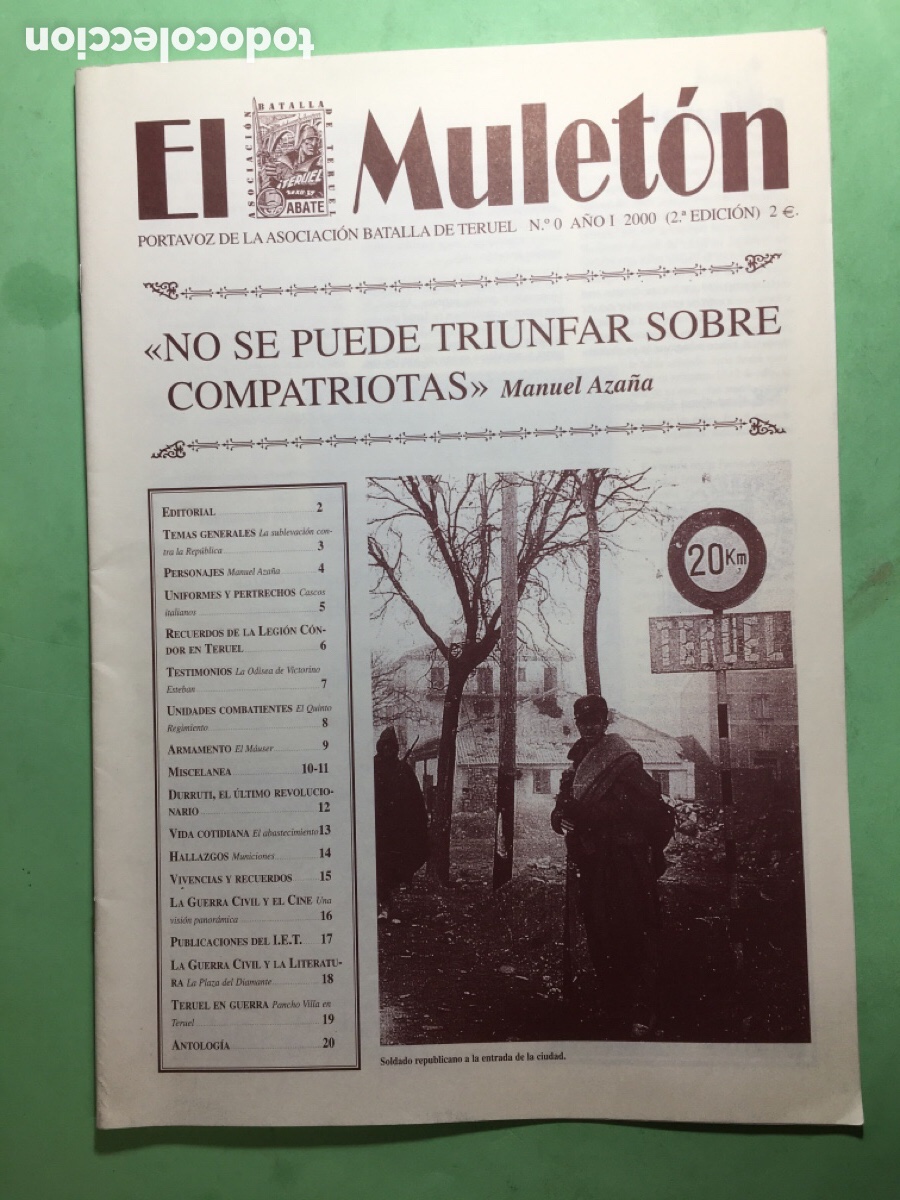 todocoleccion
El Muletón
ASOCIACIÓN BATALLA DE TERUEL
¡TERUEL
ABATE
PORTAVOZ DE LA ASOCIACIÓN BATALLA DE TERUEL N.º 0 AÑO I 2000 (2.ª EDICIÓN) 2 €.
«NO SE PUEDE TRIUNFAR SOBRE
COMPATRIOTAS» Manuel Azaña
EDITORIAL 2
TEMAS GENERALES La sublevación con-
tra la República 3
PERSONAJES Manuel Azaña 4
UNIFORMES Y PERTRECHOS Cascos
italianos 5
RECUERDOS DE LA LEGIÓN CÓN-
DOR EN TERUEL 6
TESTIMONIOS La Odisea de Victorino
Esteban 7
UNIDADES COMBATIENTES El Quinto
Regimiento 8
ARMAMENTO El Máuser 9
MISCELANEA 10-11
DURRUTI, EL ÚLTIMO REVOLUCIO-
NARIO 12
VIDA COTIDIANA El abastecimiento 13
HALLAZGOS Municiones 14
VIVENCIAS Y RECUERDOS 15
LA GUERRA CIVIL Y EL CINE Una
visión panorámica 16
PUBLICACIONES DEL I.E.T. 17
LA GUERRA CIVIL Y LA LITERATU-
RA La Plaza del Diamante 18
TERUEL EN GUERRA Pancho Villa en
Teruel 19
ANTOLOGÍA 20
20 Km
TERUEL
Soldado republicano a la entrada de la ciudad.